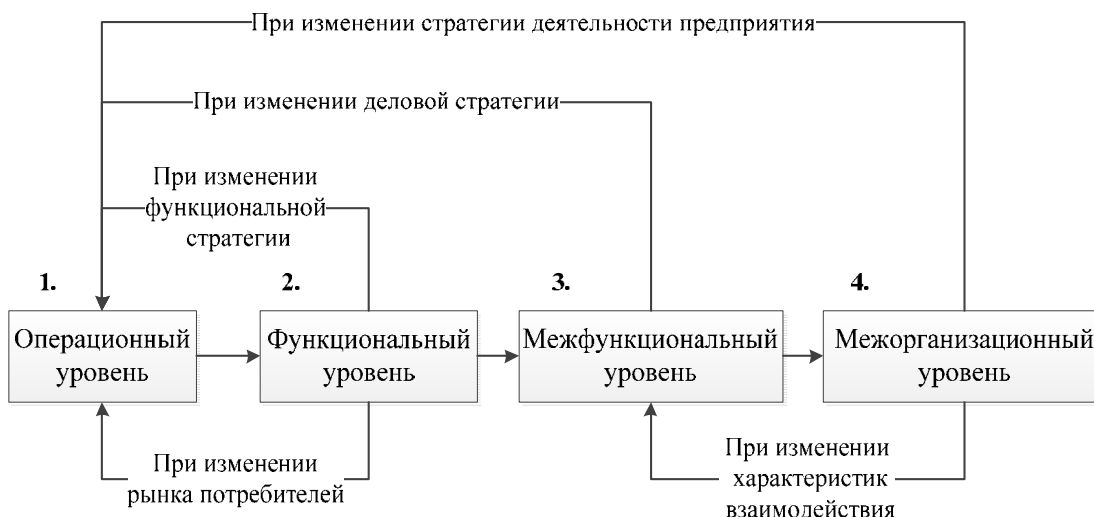 При изменении стратегии деятельности предприятия
При изменении деловой стратегии
При изменении
функциональной
стратегии
1.
2.
3.
4.
Операционный
уровень
Функциональный
уровень
Межфункциональный
уровень
Межорганизационный
уровень
При изменении
рынка потребителей
При изменении
характеристик
взаимодействия